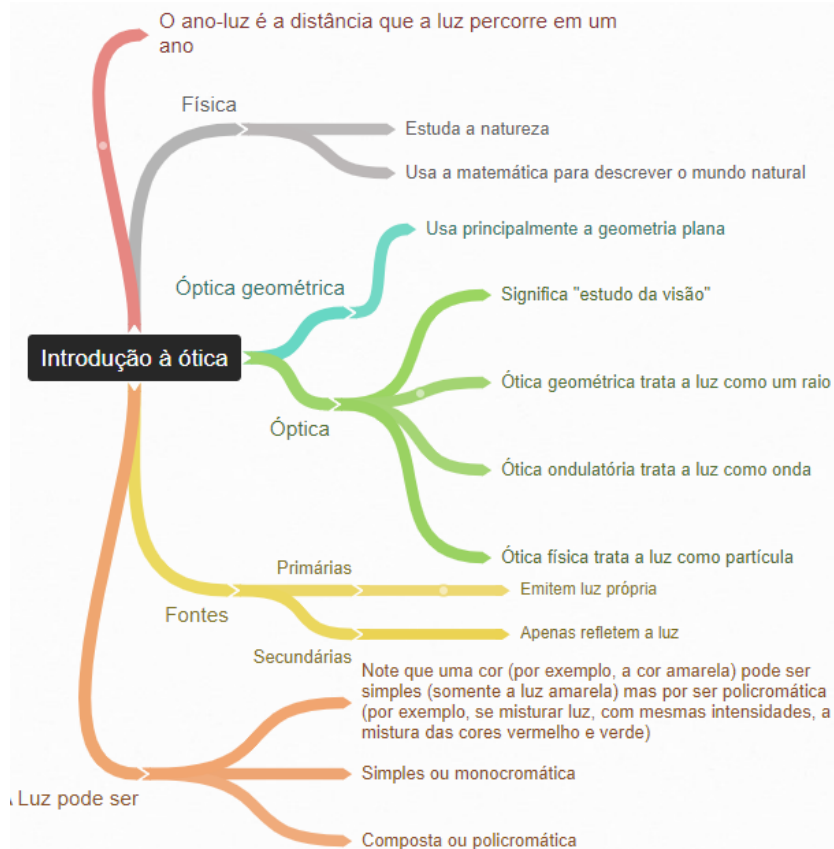 O ano-luz é a distância que a luz percorre em um
ano
Física
Estuda a natureza
Usa a matemática para descrever o mundo natural
Óptica geométrica
Usa principalmente a geometria plana
Introdução à ótica
Óptica
Significa "estudo da visão"
Ótica geométrica trata a luz como um raio
Ótica ondulatória trata a luz como onda
Ótica física trata a luz como partícula
Fontes
Primárias
Emitem luz própria
Secundárias
Apenas refletem a luz
Luz pode ser
Note que uma cor (por exemplo, a cor amarela) pode ser
simples (somente a luz amarela) mas por ser policromática
(por exemplo, se misturar luz, com mesmas intensidades, a
mistura das cores vermelho e verde)
Simples ou monocromática
Composta ou policromática